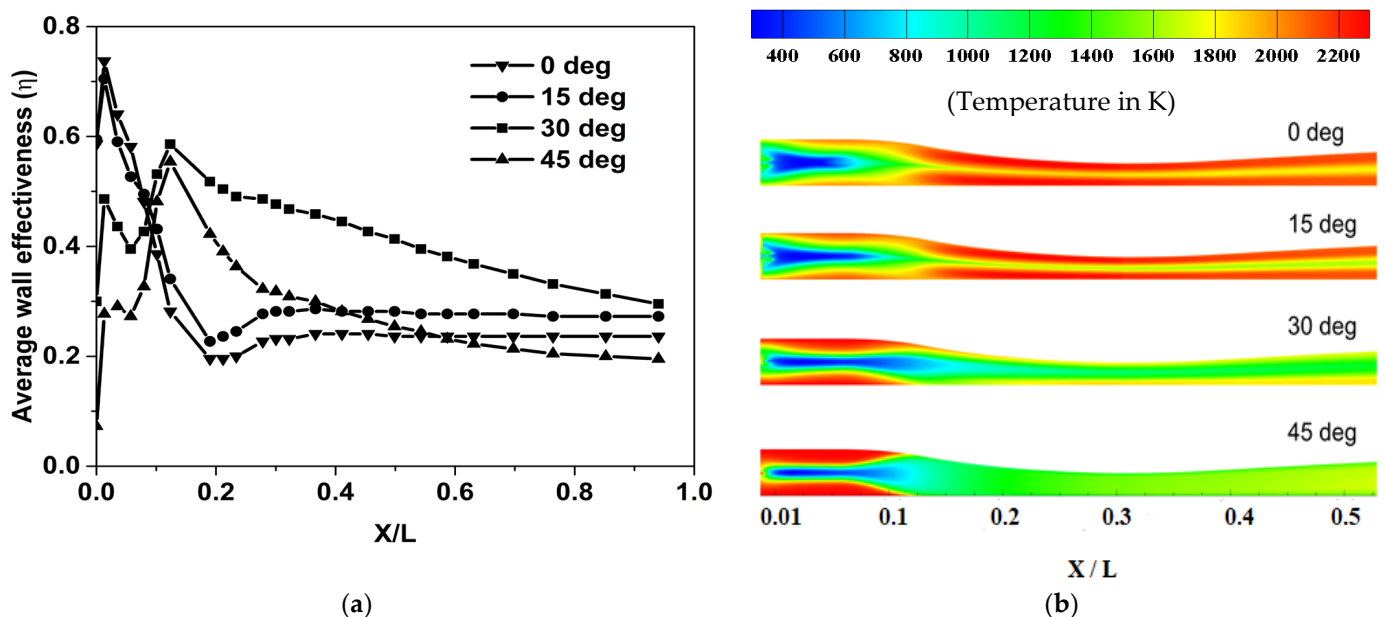 Average wall effectiveness (η)
0.8
0.6
0.4
0.2
0.0
0 deg
15 deg
30 deg
45 deg
0.0 0.2 0.4 0.6 0.8 1.0
X/L
(a)
400 600 800 1000 1200 1400 1600 1800 2000 2200
(Temperature in K)
0 deg
15 deg
30 deg
45 deg
0.01 0.1 0.2 0.3 0.4 0.5
X / L
(b)